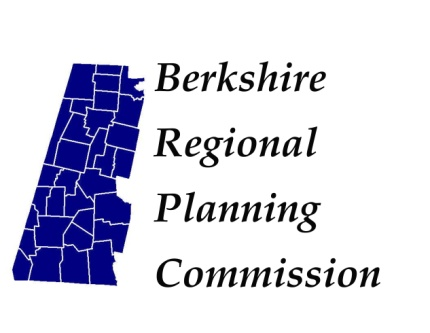 Berkshire
Regional
Planning
Commission